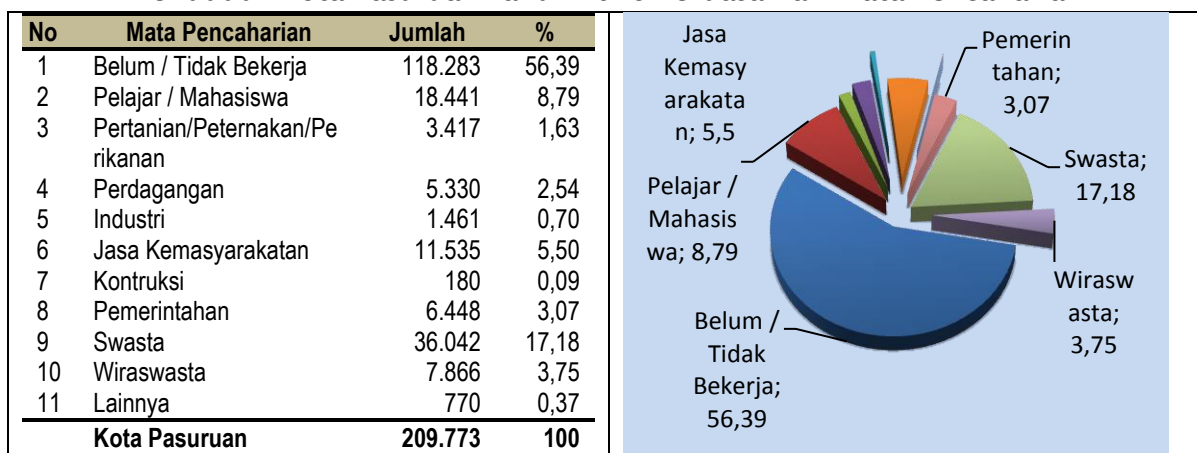 No Mata Pencaharian Jumlah %
1 Belum / Tidak Bekerja 118.283 56,39
2 Pelajar / Mahasiswa 18.441 8,79
3 Pertanian/Peternakan/Pe 3.417 1,63
rikanan
4 Perdagangan 5.330 2,54
5 Industri 1.461 0,70
6 Jasa Kemasyarakatan 11.535 5,50
7 Kontruksi 180 0,09
8 Pemerintahan 6.448 3,07
9 Swasta 36.042 17,18
10 Wiraswasta 7.866 3,75
11 Lainnya 770 0,37
Kota Pasuruan 209.773 100
Jasa
Kemasy
arakata
n; 5,5
Pemerin
tahan;
3,07
Swasta;
17,18
Pelajar /
Mahasis
wa; 8,79
Wirasw
asta;
3,75
Belum /
Tidak
Bekerja;
56,39